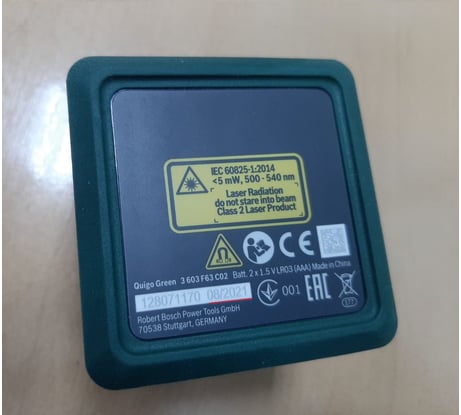 IEC 60825-1:2014
<5 mW, 500 - 540 nm
Laser Radiation
do not stare into beam
Class 2 Laser Product
CE
Quigo Green 3 603 F63 C02 Batt. 2 x 1.5 V LR03 (AAA) Made in China
128071170 08/2021 001 EAC
Robert Bosch Power Tools GmbH
70538 Stuttgart, GERMANY